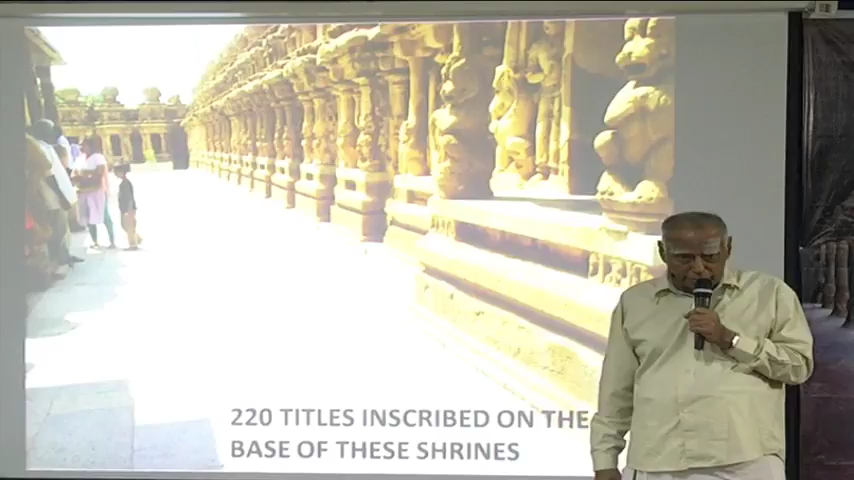 220 TITLES INSCRIBED ON THE
BASE OF THESE SHRINES